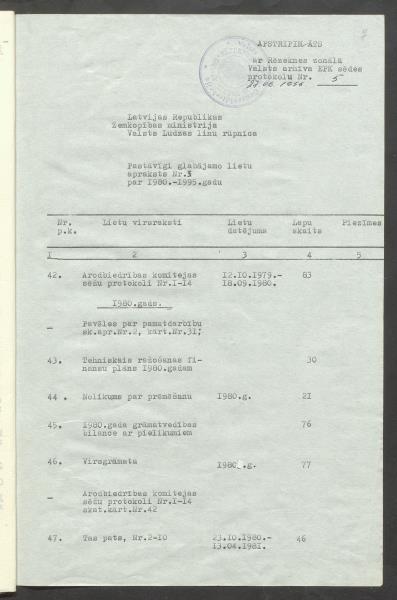 APSTIPRINĀTS
ar Rēzeknes zonālā
Valsts arhīva EPK sēdes
protokolu Nr. 5
Latvijas Republikas
Zemkopības ministrija
Valsts Ludzas linu rūpnīca
Pastāvīgi glabājamo lietu
apraksts Nr.3
par 1980.-1995.gadu
Nr. p.k. Lietu virsraksti Lietu datējums Lapu skaits Piezīmes
1 2 3 4 5
42. Arodbiedrības komitejas 12.10.1979.- 83
sēžu protokoli Nr.1-14 18.09.1980.
1980.gads.
— Pavēles par pamatdarbību
sk.apr.Nr.2, kārt.Nr.31;
43. Tehniskais ražošanas fi- 30
nansu plāns 1980.gadam
44. Nolikums par prēmēšanu 1980.g. 21
45. 1980.gada grāmatvedības 76
bilance ar pielikumiem
46. Virsgrāmata 1980.g. 77
— Arodbiedrības komitejas
sēžu protokoli Nr.1-14
skat.kārt.Nr.42
47. Tas pats, Nr.2-10 23.10.1980.- 46
13.04.1981.